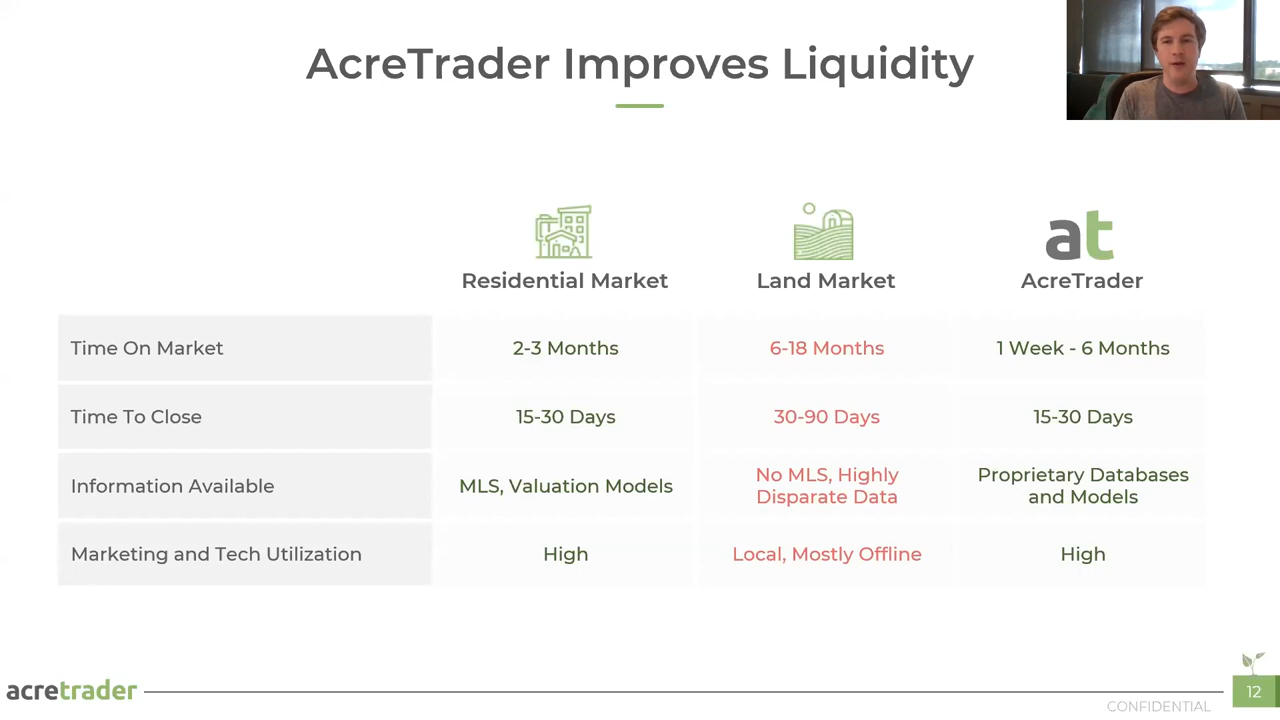 AcreTrader Improves Liquidity
at
Residential Market
Land Market
AcreTrader
Time On Market
2-3 Months
6-18 Months
1 Week - 6 Months
Time To Close
15-30 Days
30-90 Days
15-30 Days
Information Available
MLS, Valuation Models
No MLS, Highly
Disparate Data
Proprietary Databases
and Models
Marketing and Tech Utilization
High
Local, Mostly Offline
High
acretrader
CONFIDENTIAL
12